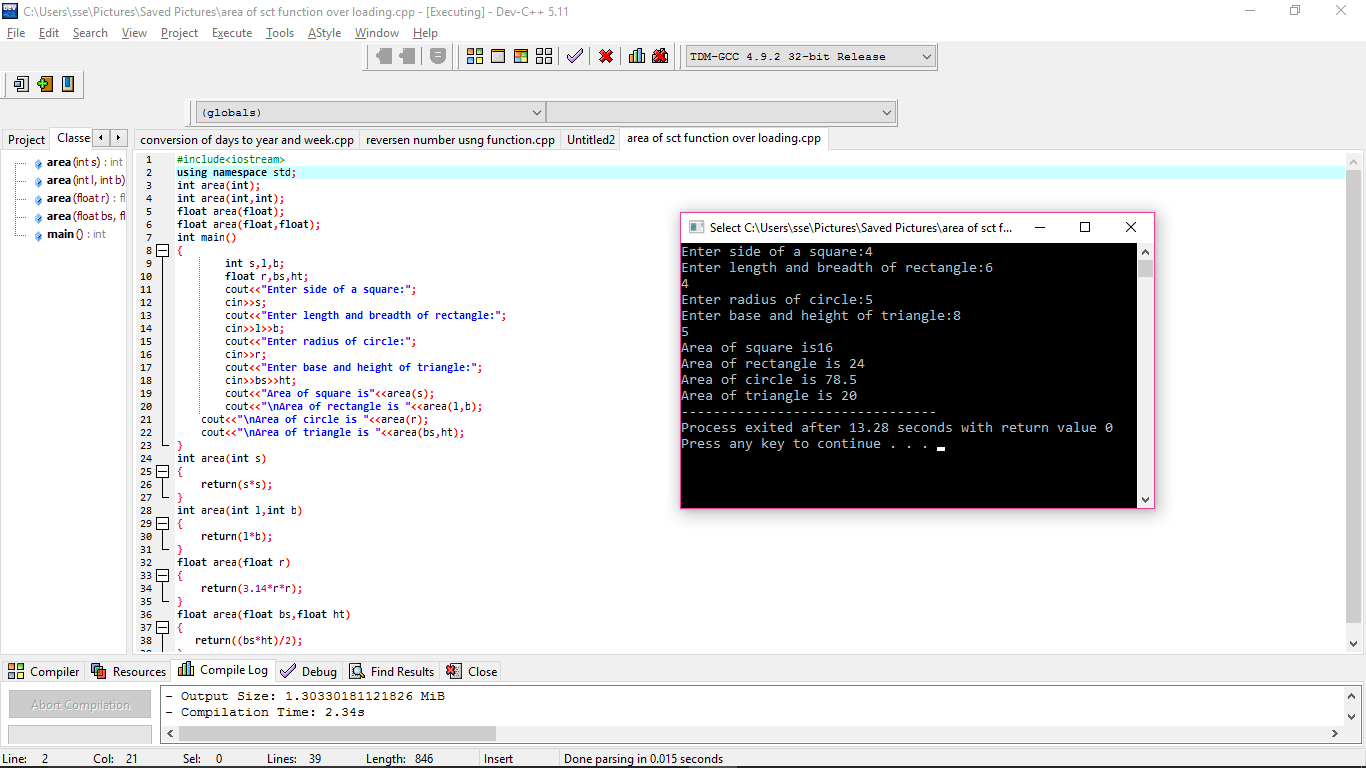 C:\Users\sse\Pictures\Saved Pictures\area of sct function over loading.cpp - [Executing] - Dev-C++ 5.11
File Edit Search View Project Execute Tools AStyle Window Help
TDM-GCC 4.9.2 32-bit Release
(globals)
Project Classe
conversion of days to year and week.cpp reversen number usng function.cpp Untitled2 area of sct function over loading.cpp
area (int s) : int
area (int l, int b)
area (float r) : fl
area (float bs, fl
main () : int
1 #include<iostream>
2 using namespace std;
3 int area(int);
4 int area(int,int);
5 float area(float);
6 float area(float,float);
7 int main()
8 {
9 int s,l,b;
10 float r,bs,ht;
11 cout<<"Enter side of a square:";
12 cin>>s;
13 cout<<"Enter length and breadth of rectangle:";
14 cin>>l>>b;
15 cout<<"Enter radius of circle:";
16 cin>>r;
17 cout<<"Enter base and height of triangle:";
18 cin>>bs>>ht;
19 cout<<"Area of square is"<<area(s);
20 cout<<"\nArea of rectangle is "<<area(l,b);
21 cout<<"\nArea of circle is "<<area(r);
22 cout<<"\nArea of triangle is "<<area(bs,ht);
23 }
24 int area(int s)
25 {
26 return(s*s);
27 }
28 int area(int l,int b)
29 {
30 return(l*b);
31 }
32 float area(float r)
33 {
34 return(3.14*r*r);
35 }
36 float area(float bs,float ht)
37 {
38 return((bs*ht)/2);
Select C:\Users\sse\Pictures\Saved Pictures\area of sct f...
Enter side of a square:4
Enter length and breadth of rectangle:6
4
Enter radius of circle:5
Enter base and height of triangle:8
5
Area of square is16
Area of rectangle is 24
Area of circle is 78.5
Area of triangle is 20
--------------------------------
Process exited after 13.28 seconds with return value 0
Press any key to continue . . .
Compiler Resources Compile Log Debug Find Results Close
Abort Compilation
- Output Size: 1.30330181121826 MiB
- Compilation Time: 2.34s
Line: 2 Col: 21 Sel: 0 Lines: 39 Length: 846 Insert Done parsing in 0.015 seconds